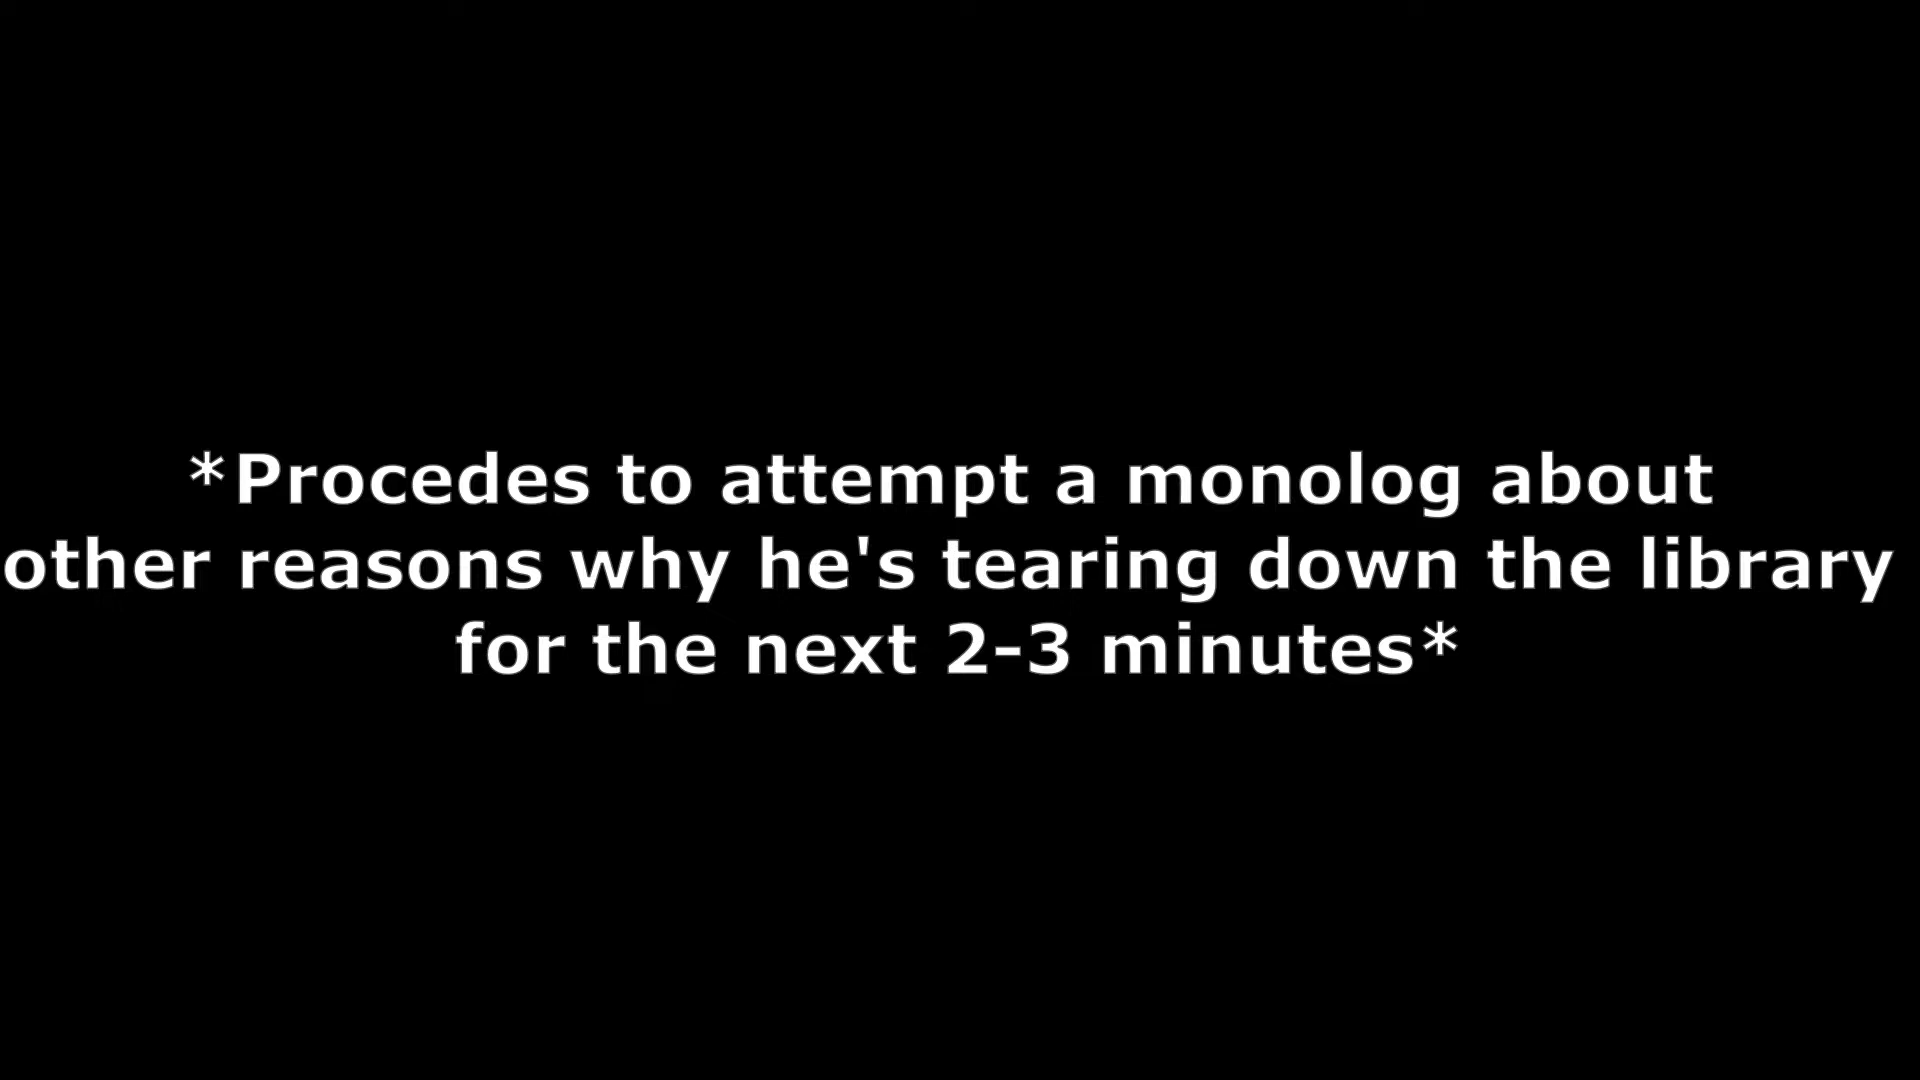 *Procedes to attempt a monolog about
other reasons why he's tearing down the library
for the next 2-3 minutes*